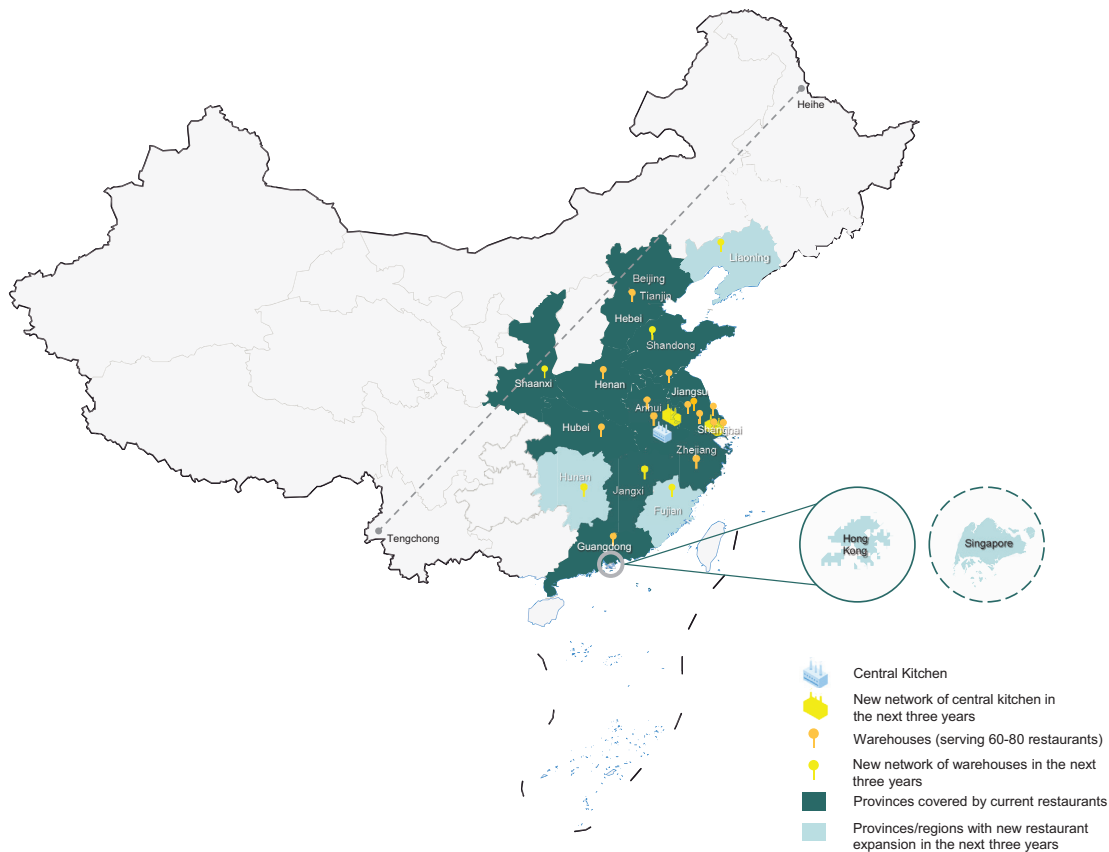 Heihe
Liaoning
Beijing
Tianjin
Hebei
Shandong
Shaanxi
Henan
Jiangsu
Anhui
Shanghai
Hubei
Zhejiang
Hunan
Jangxi
Fujian
Tengchong
Guangdong
Hong
Kong
Singapore
Central Kitchen
New network of central kitchen in
the next three years
Warehouses (serving 60-80 restaurants)
New network of warehouses in the next
three years
Provinces covered by current restaurants
Provinces/regions with new restaurant
expansion in the next three years